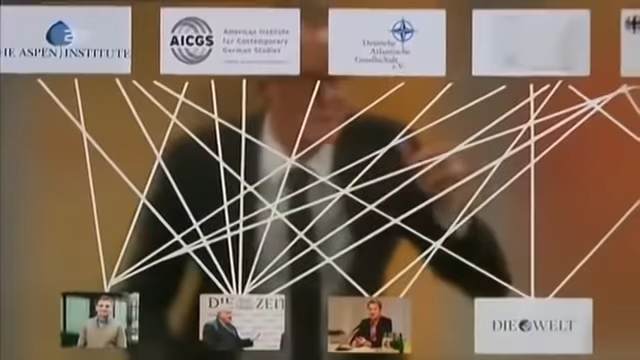 THE ASPEN INSTITUTE
AICGS
American Institute
for Contemporary
German Studies
Deutsche
Atlantische
Gesellschaft
e.V.
DIE ZEIT
DIE WELT